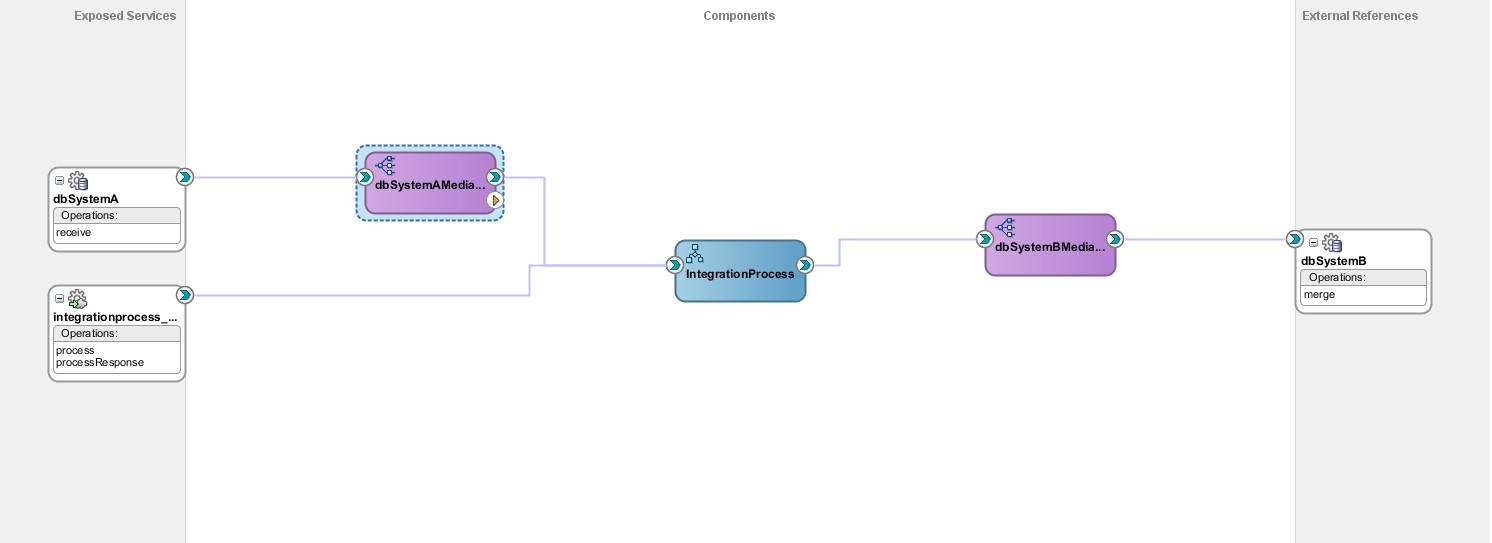 Exposed Services
Components
External References
dbSystemA
Operations:
receive
dbSystemAMedia...
integrationprocess_...
Operations:
process
processResponse
IntegrationProcess
dbSystemBMedia...
dbSystemB
Operations:
merge